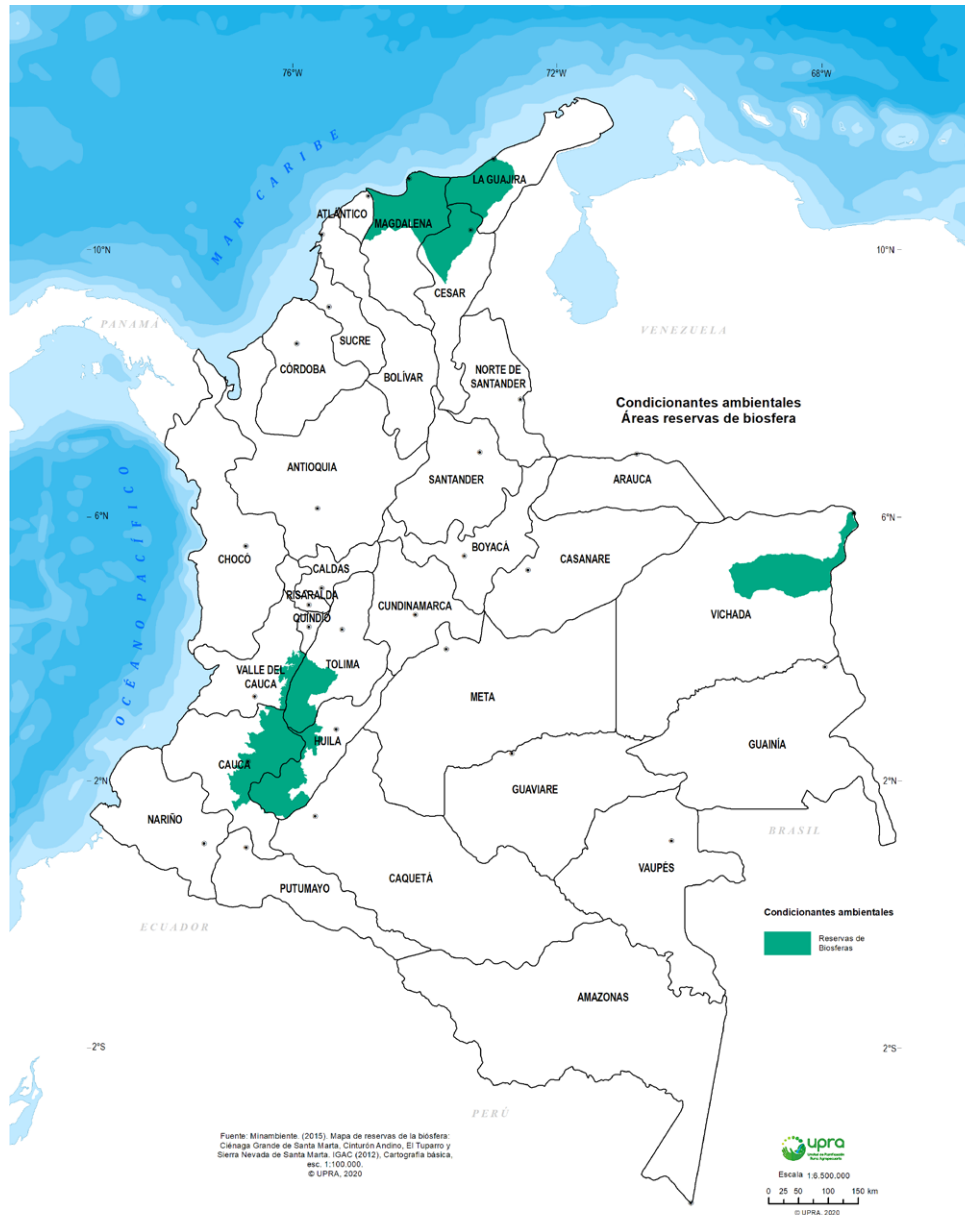 76°W
72°W
68°W
MAR CARIBE
LA GUAJIRA
ATLÁNTICO
MAGDALENA
10°N
10°N
CESAR
PANAMA
VENEZUELA
SUCRE
CÓRDOBA
BOLÍVAR
NORTE DE
SANTANDER
Condicionantes ambientales
Áreas reservas de biosfera
ANTIOQUIA
SANTANDER
ARAUCA
OCÉANO PACÍFICO
6°N
6°N
CHOCÓ
BOYACÁ
CASANARE
CALDAS
RISARALDA
CUNDINAMARCA
QUINDÍO
VICHADA
VALLE DEL
CAUCA
TOLIMA
META
HUILA
GUAINÍA
CAUCA
2°N
2°N
GUAVIARE
NARIÑO
BRASIL
VAUPÉS
CAQUETÁ
PUTUMAYO
ECUADOR
Condicionantes ambientales
Reservas de
Biosferas
AMAZONAS
2°S
2°S
PERÚ
Fuente: Minambiente. (2015). Mapa de reservas de la biósfera:
Ciénaga Grande de Santa Marta, Cinturón Andino, El Tuparro y
Sierra Nevada de Santa Marta. IGAC (2012), Cartografía básica,
esc. 1:100.000.
© UPRA, 2020
upra
Escala 1:6.500.000
0 25 50 100 150 km
© UPRA, 2020